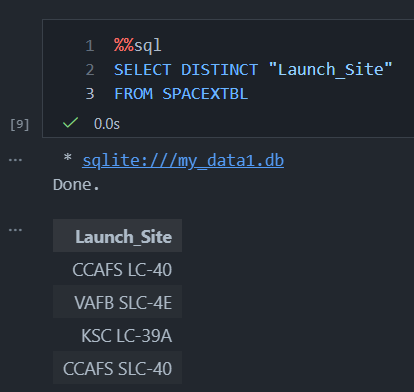 1 %%sql
2 SELECT DISTINCT "Launch_Site"
3 FROM SPACEXTBL
[9] 0.0s
... * sqlite:///my_data1.db
Done.
...
Launch_Site
CCAFS LC-40
VAFB SLC-4E
KSC LC-39A
CCAFS SLC-40